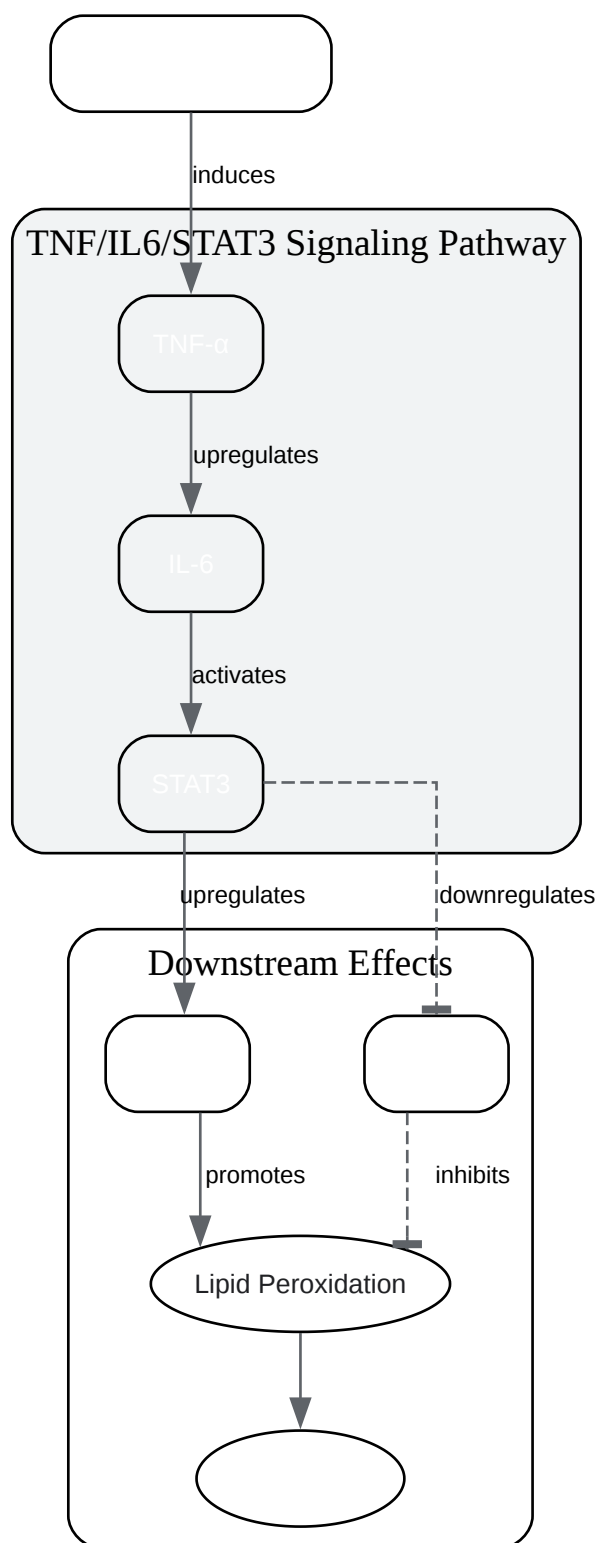 induces
TNF/IL6/STAT3 Signaling Pathway
TNF-α
upregulates
IL-6
activates
STAT3
upregulates
downregulates
Downstream Effects
promotes
inhibits
Lipid Peroxidation